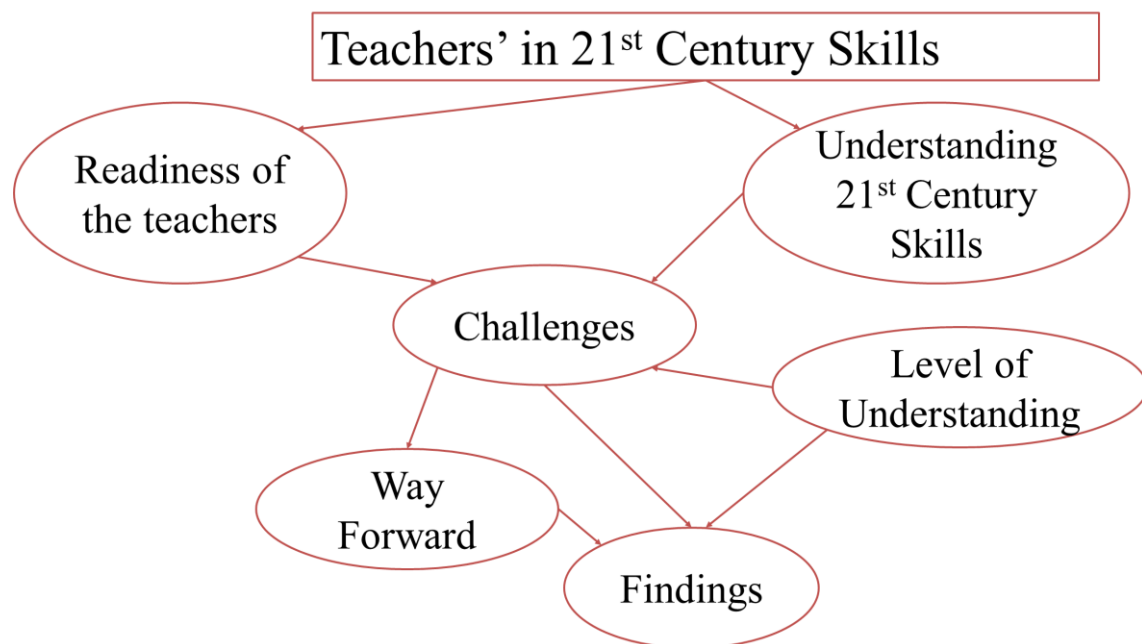 Teachers’ in 21st Century Skills
Readiness of
the teachers
Understanding
21st Century
Skills
Challenges
Level of
Understanding
Way
Forward
Findings